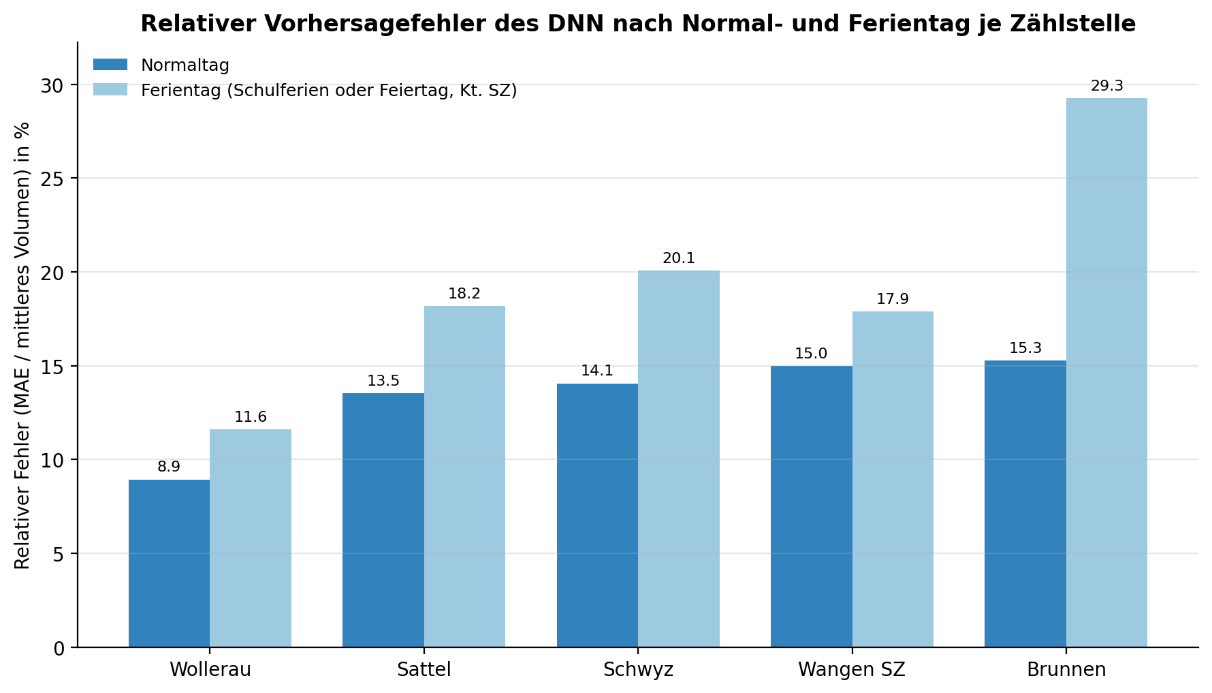 Relativer Vorhersagefehler des DNN nach Normal- und Ferientag je Zählstelle
Normaltag
Ferientag (Schulferien oder Feiertag, Kt. SZ)
Relativer Fehler (MAE / mittleres Volumen) in %
30
25
20
15
10
5
0
8.9
11.6
13.5
18.2
14.1
20.1
15.0
17.9
15.3
29.3
Wollerau
Sattel
Schwyz
Wangen SZ
Brunnen